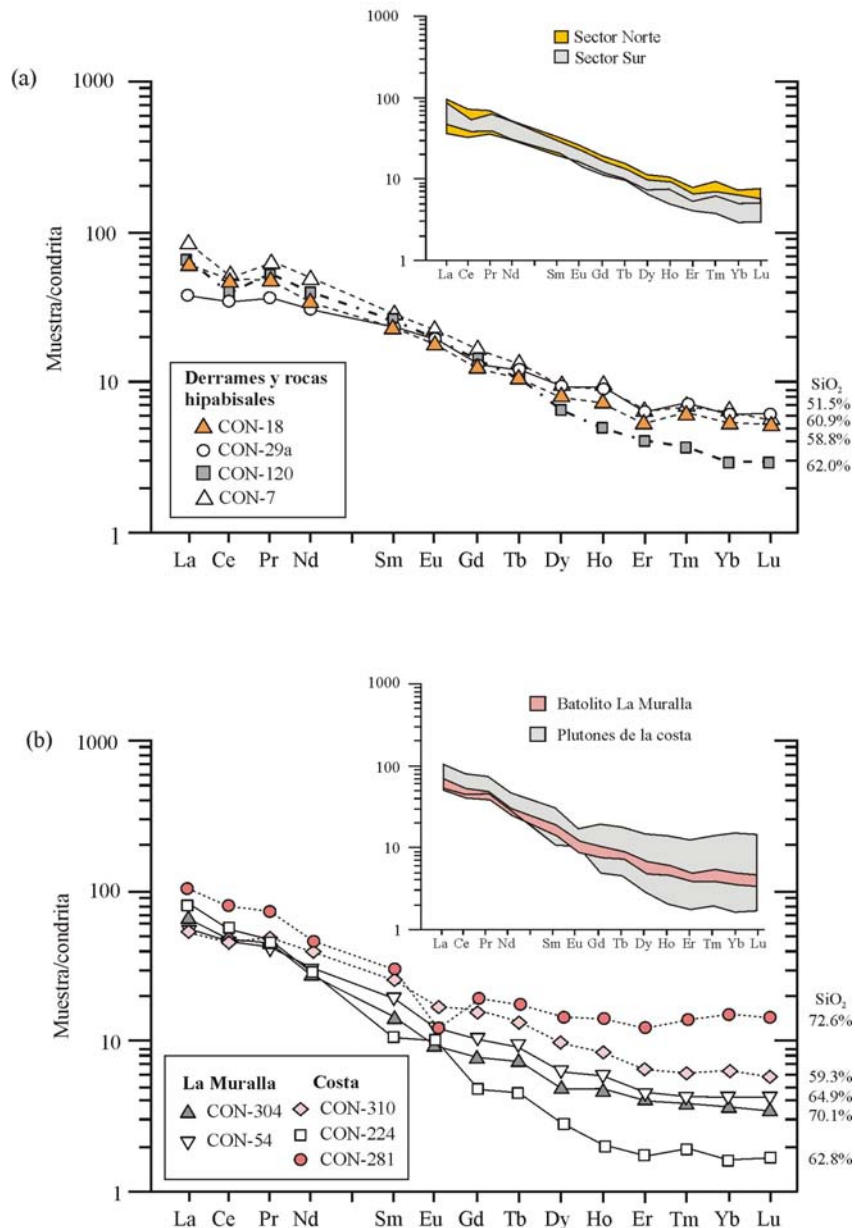 (a)
Muestra/condrita
1000
100
10
1
La Ce Pr Nd Sm Eu Gd Tb Dy Ho Er Tm Yb Lu
Derrames y rocas
hipabisales
CON-18
CON-29a
CON-120
CON-7
SiO₂
51.5%
60.9%
58.8%
62.0%
1000
100
10
1
La Ce Pr Nd Sm Eu Gd Tb Dy Ho Er Tm Yb Lu
Sector Norte
Sector Sur
(b)
Muestra/condrita
1000
100
10
1
La Ce Pr Nd Sm Eu Gd Tb Dy Ho Er Tm Yb Lu
La Muralla
CON-304
CON-54
Costa
CON-310
CON-224
CON-281
SiO₂
72.6%
59.3%
64.9%
70.1%
62.8%
1000
100
10
1
La Ce Pr Nd Sm Eu Gd Tb Dy Ho Er Tm Yb Lu
Batolito La Muralla
Plutones de la costa